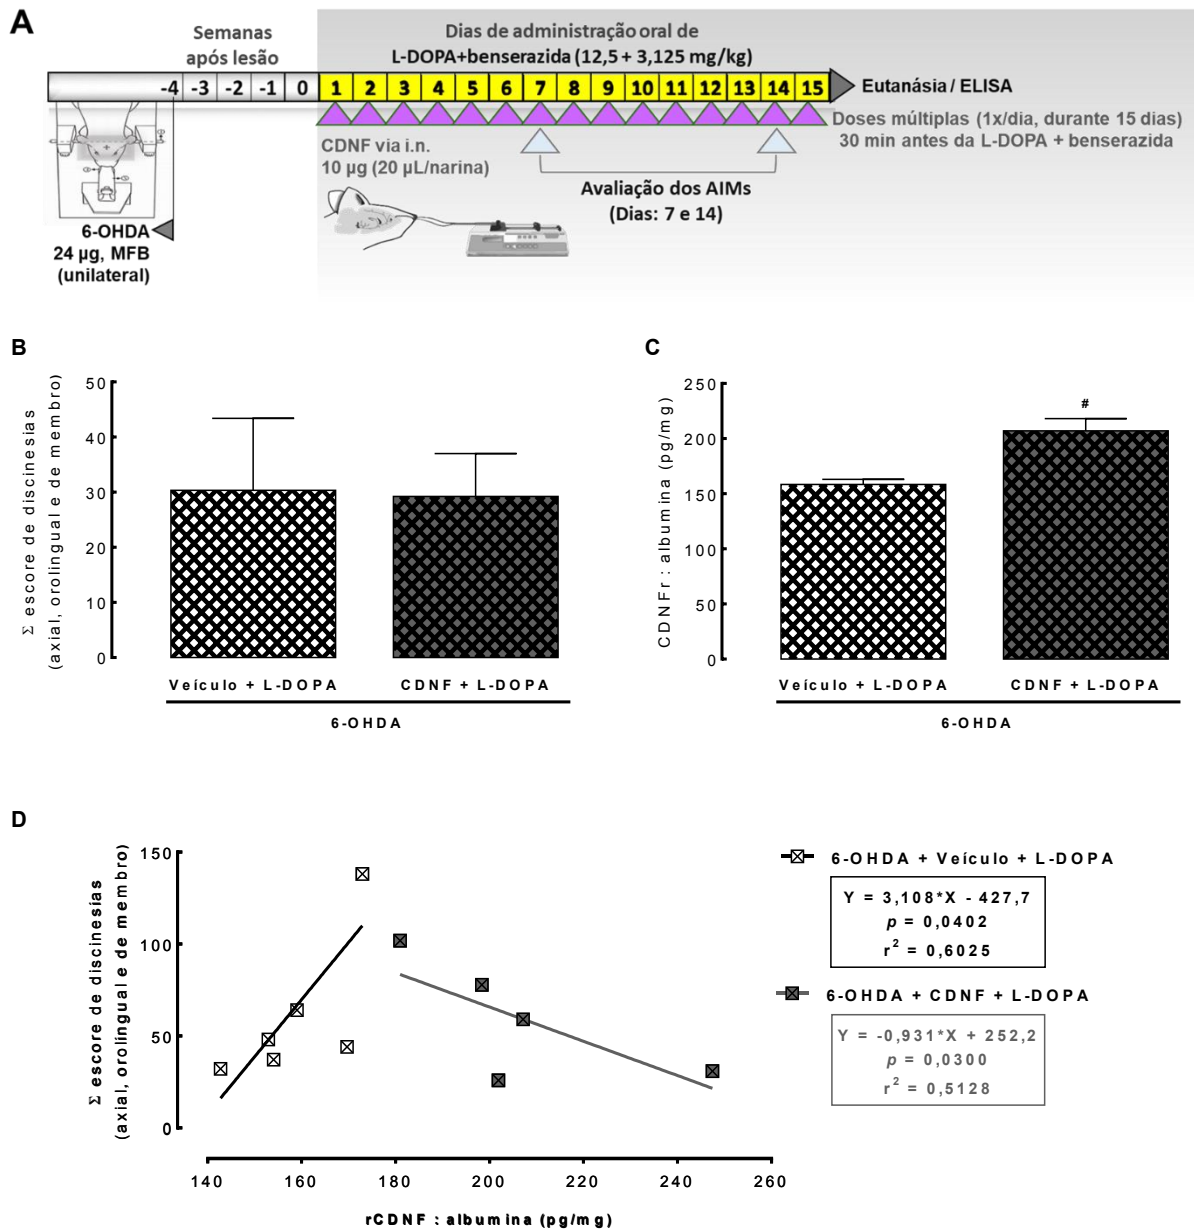 A
Semanas
após lesão
Dias de administração oral de
L-DOPA+benserazida (12,5 + 3,125 mg/kg)
-4 -3 -2 -1 0 1 2 3 4 5 6 7 8 9 10 11 12 13 14 15
Eutanásia / ELISA
Doses múltiplas (1x/dia, durante 15 dias)
30 min antes da L-DOPA + benserazida
CDNF via i.n.
10 µg (20 µL/narina)
Avaliação dos AIMs
(Dias: 7 e 14)
6-OHDA
24 µg, MFB
(unilateral)
B
Σ escore de discinesias
(axial, orolingual e de membro)
50
40
30
20
10
0
Veículo + L-DOPA
CDNF + L-DOPA
6-OHDA
C
CDNFr : albumina (pg/mg)
250
200
150
100
50
0
#
Veículo + L-DOPA
CDNF + L-DOPA
6-OHDA
D
Σ escore de discinesias
(axial, orolingual e de membro)
150
100
50
0
140 160 180 200 220 240 260
rCDNF : albumina (pg/mg)
6-OHDA + Veículo + L-DOPA
Y = 3,108*X - 427,7
p = 0,0402
r² = 0,6025
6-OHDA + CDNF + L-DOPA
Y = -0,931*X + 252,2
p = 0,0300
r² = 0,5128